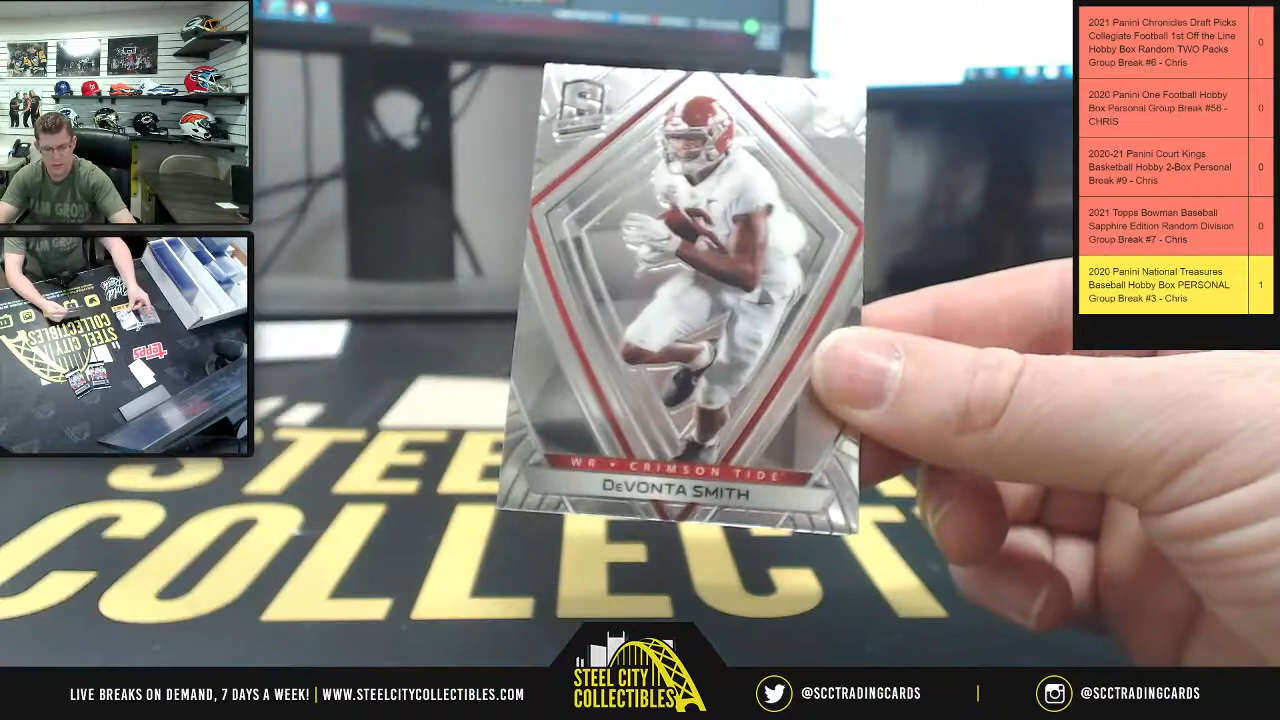 2021 Panini Chronicles Draft Picks
Collegiate Football 1st Off the Line
Hobby Box Random TWO Packs
Group Break #6 - Chris
0
2020 Panini One Football Hobby
Box Personal Group Break #56 -
CHRIS
0
2020-21 Panini Court Kings
Basketball Hobby 2-Box Personal
Break #9 - Chris
0
2021 Topps Bowman Baseball
Sapphire Edition Random Division
Group Break #7 - Chris
0
2020 Panini National Treasures
Baseball Hobby Box PERSONAL
Group Break #3 - Chris
1
S
WR • CRIMSON TIDE
DEVONTA SMITH
STEEL CITY
COLLECTIBLES
Topps
STEE
COLLECT
LIVE BREAKS ON DEMAND, 7 DAYS A WEEK! | WWW.STEELCITYCOLLECTIBLES.COM
STEEL CITY
COLLECTIBLES
@SCCTRADINGCARDS | @SCCTRADINGCARDS